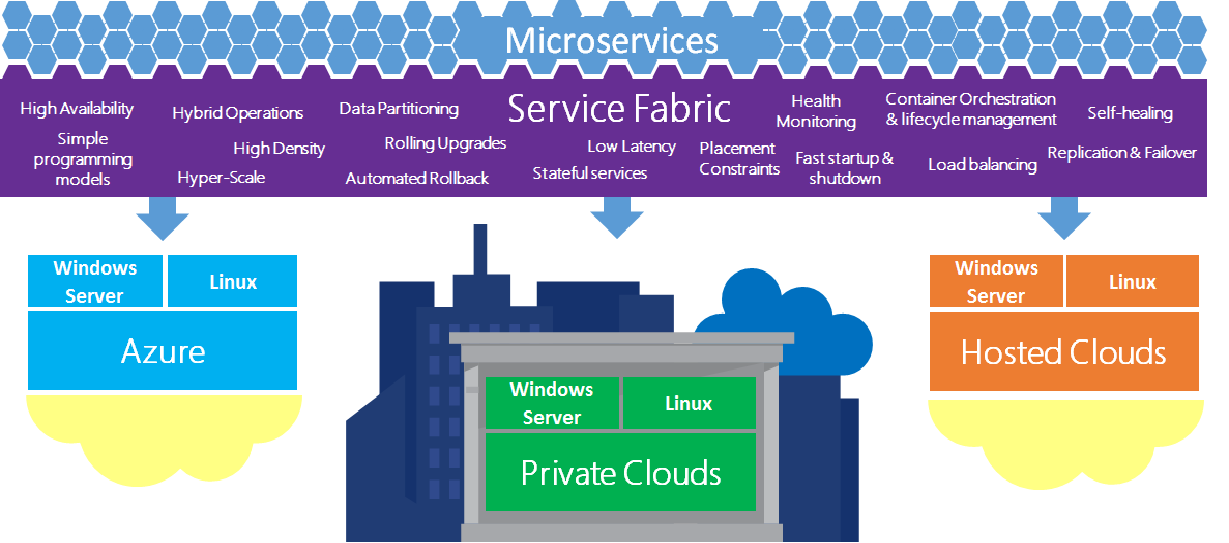 Microservices
Service Fabric
High Availability
Simple
programming
models
Hybrid Operations
High Density
Hyper-Scale
Data Partitioning
Rolling Upgrades
Automated Rollback
Low Latency
Stateful services
Placement
Constraints
Health
Monitoring
Fast startup &
shutdown
Container Orchestration
& lifecycle management
Load balancing
Self-healing
Replication & Failover
Windows
Server
Linux
Azure
Windows
Server
Linux
Private Clouds
Windows
Server
Linux
Hosted Clouds